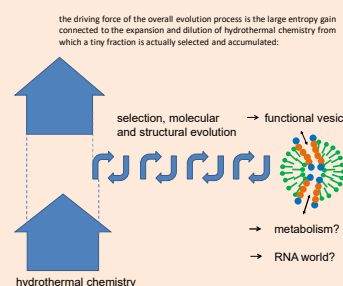 the driving force of the overall evolution process is the large entropy gain
connected to the expansion and dilution of hydrothermal chemistry from
which a tiny fraction is actually selected and accumulated:
selection, molecular → functional vesic
and structural evolution
→ metabolism?
→ RNA world?
hydrothermal chemistry